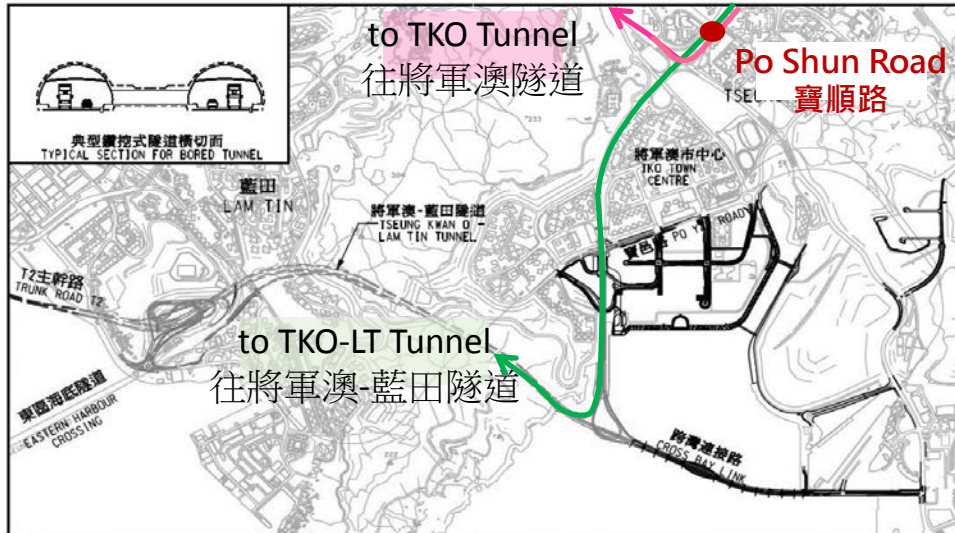 to TKO Tunnel
往將軍澳隧道
Po Shun Road
寶順路
典型鑽挖式隧道橫切面
TYPICAL SECTION FOR BORED TUNNEL
藍田
LAM TIN
將軍澳-藍田隧道
TSEUNG KWAN O -
LAM TIN TUNNEL
將軍澳市中心
TKO TOWN
CENTRE
寶邑路 PO YAP ROAD
T2主幹路
TRUNK ROAD T2
to TKO-LT Tunnel
往將軍澳-藍田隧道
東區海底隧道
EASTERN HARBOUR
CROSSING
跨灣連接路
CROSS BAY LINK